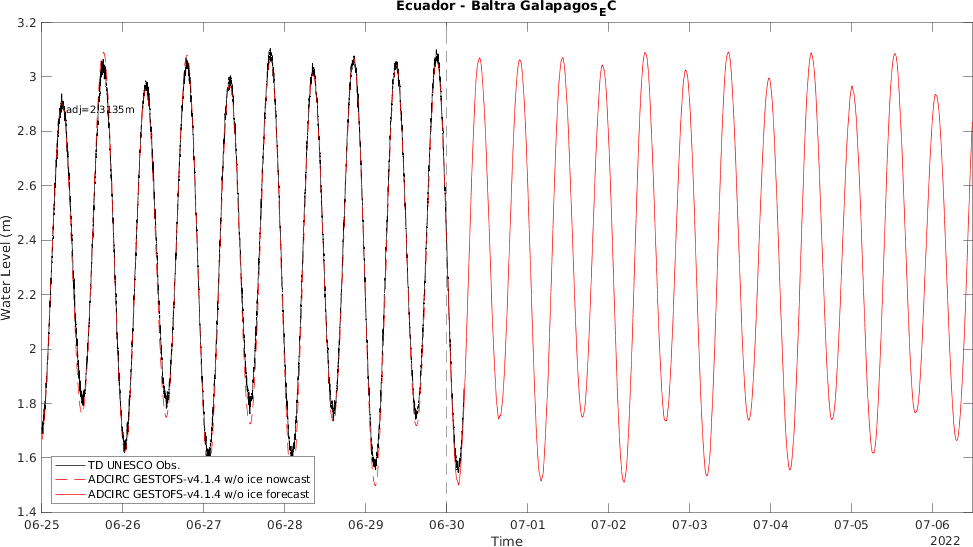 Ecuador - Baltra GalapagosEC
3.2
3
adj=2.3135m
2.8
2.6
2.4
2.2
2
1.8
1.6
1.4
Water Level (m)
TD UNESCO Obs.
ADCIRC GESTOFS-v4.1.4 w/o ice nowcast
ADCIRC GESTOFS-v4.1.4 w/o ice forecast
06-25 06-26 06-27 06-28 06-29 06-30 07-01 07-02 07-03 07-04 07-05 07-06
Time
2022